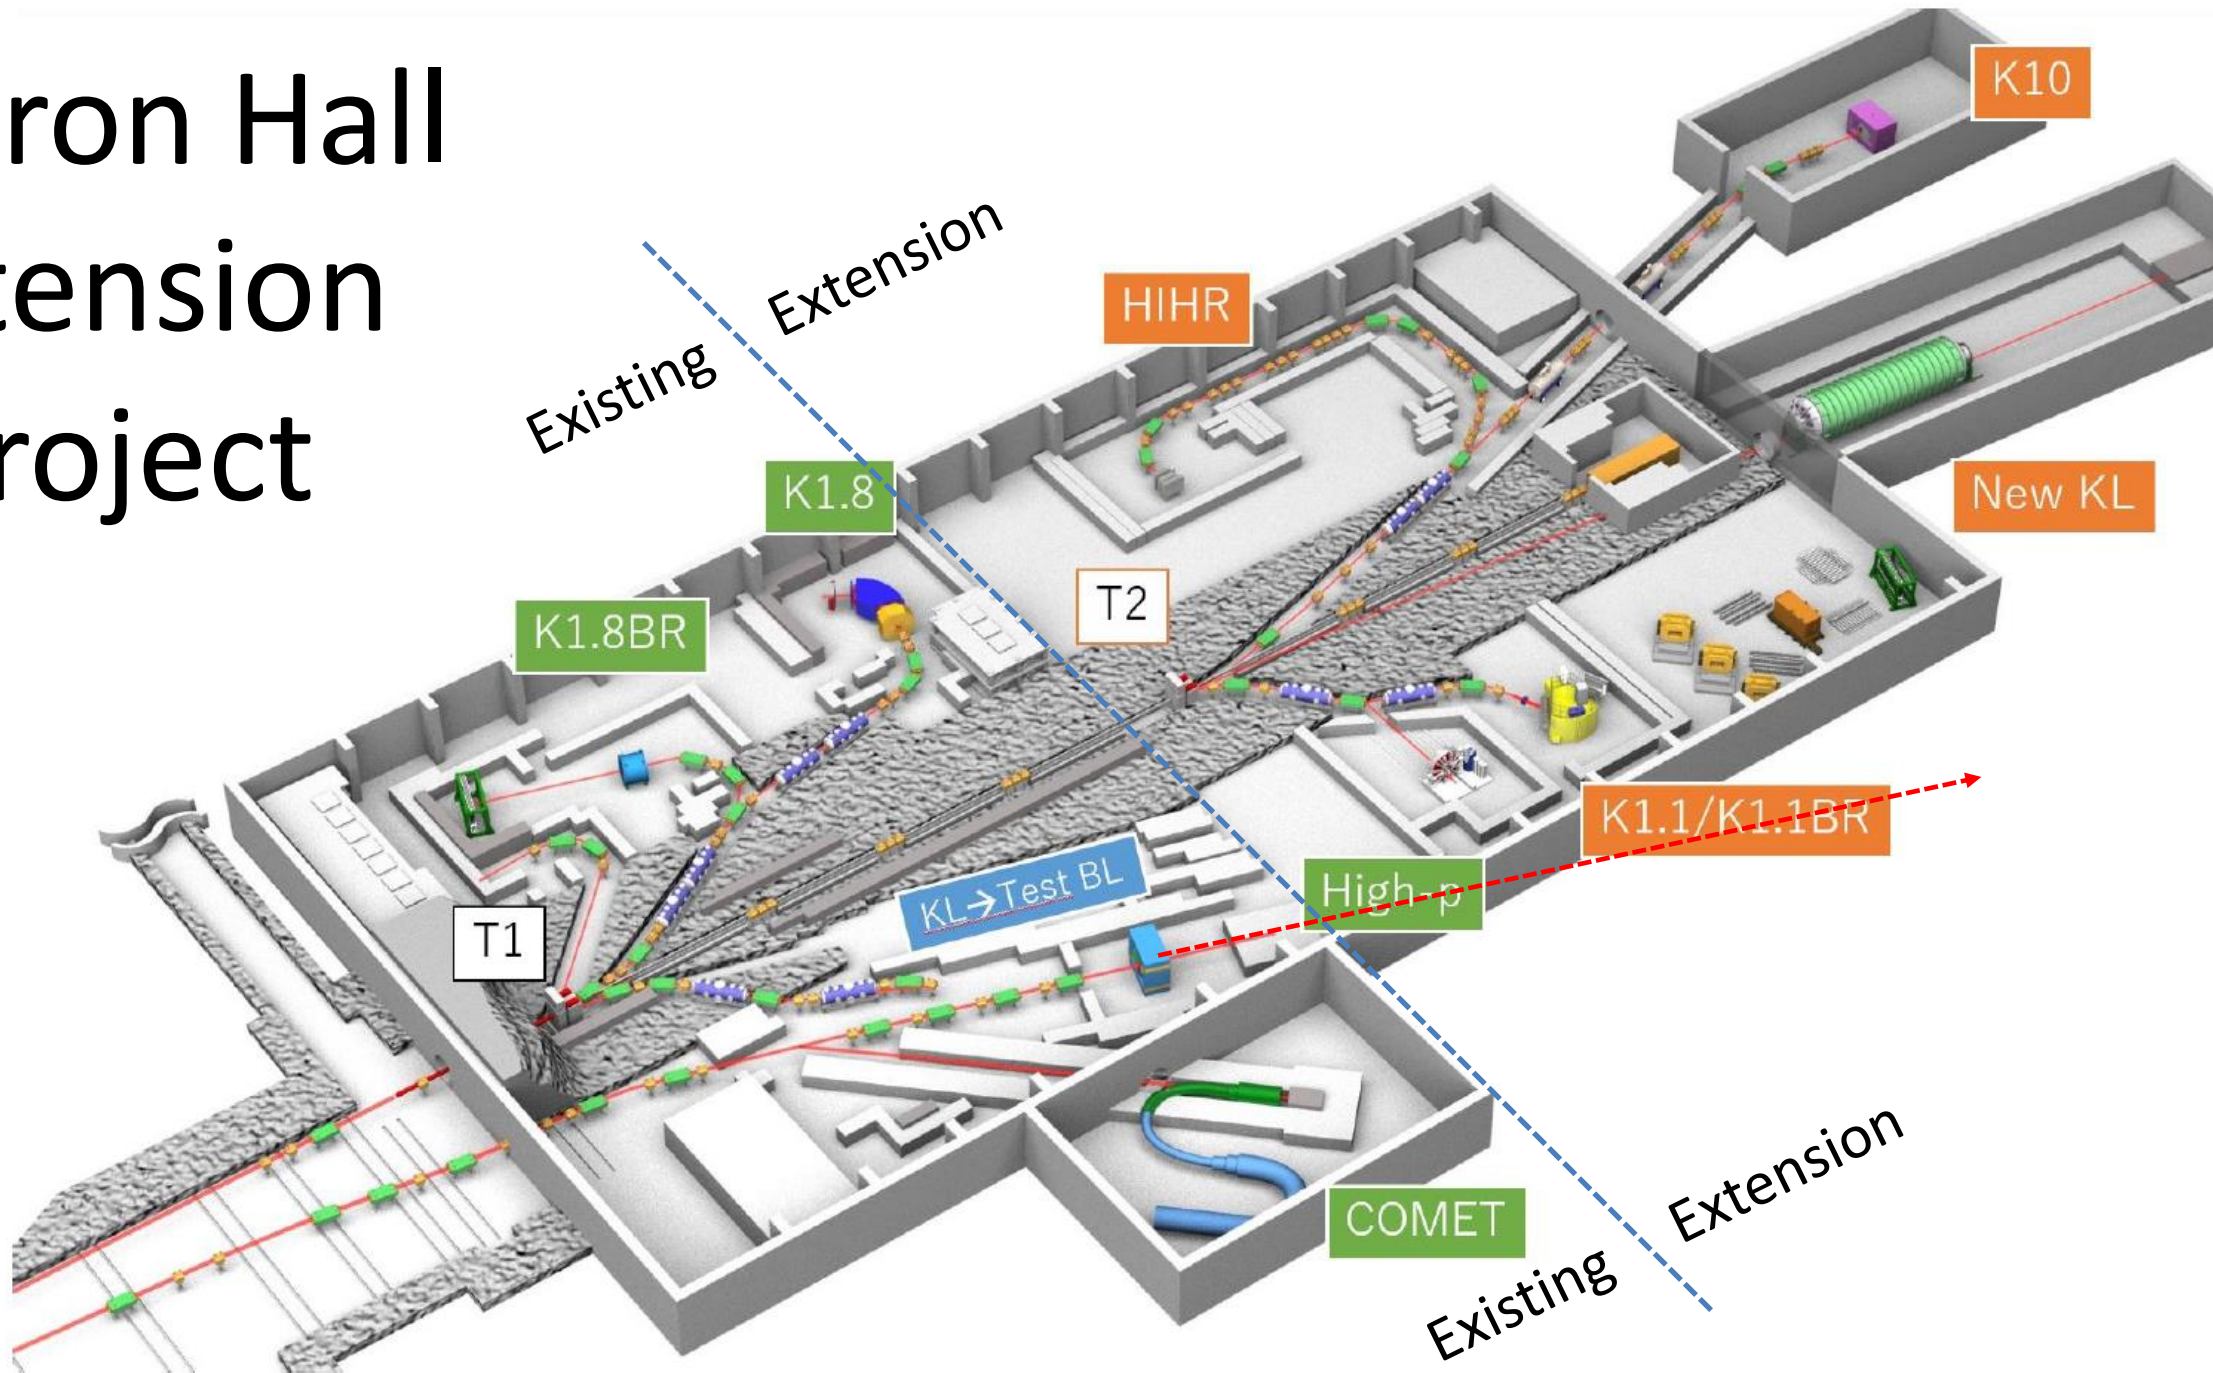 ron Hall
tension
roject
Extension
Existing
K10
HIHR
K1.8
New KL
T2
K1.8BR
K1.1/K1.1BR
KL→Test BL
High-p
T1
COMET
Extension
Existing